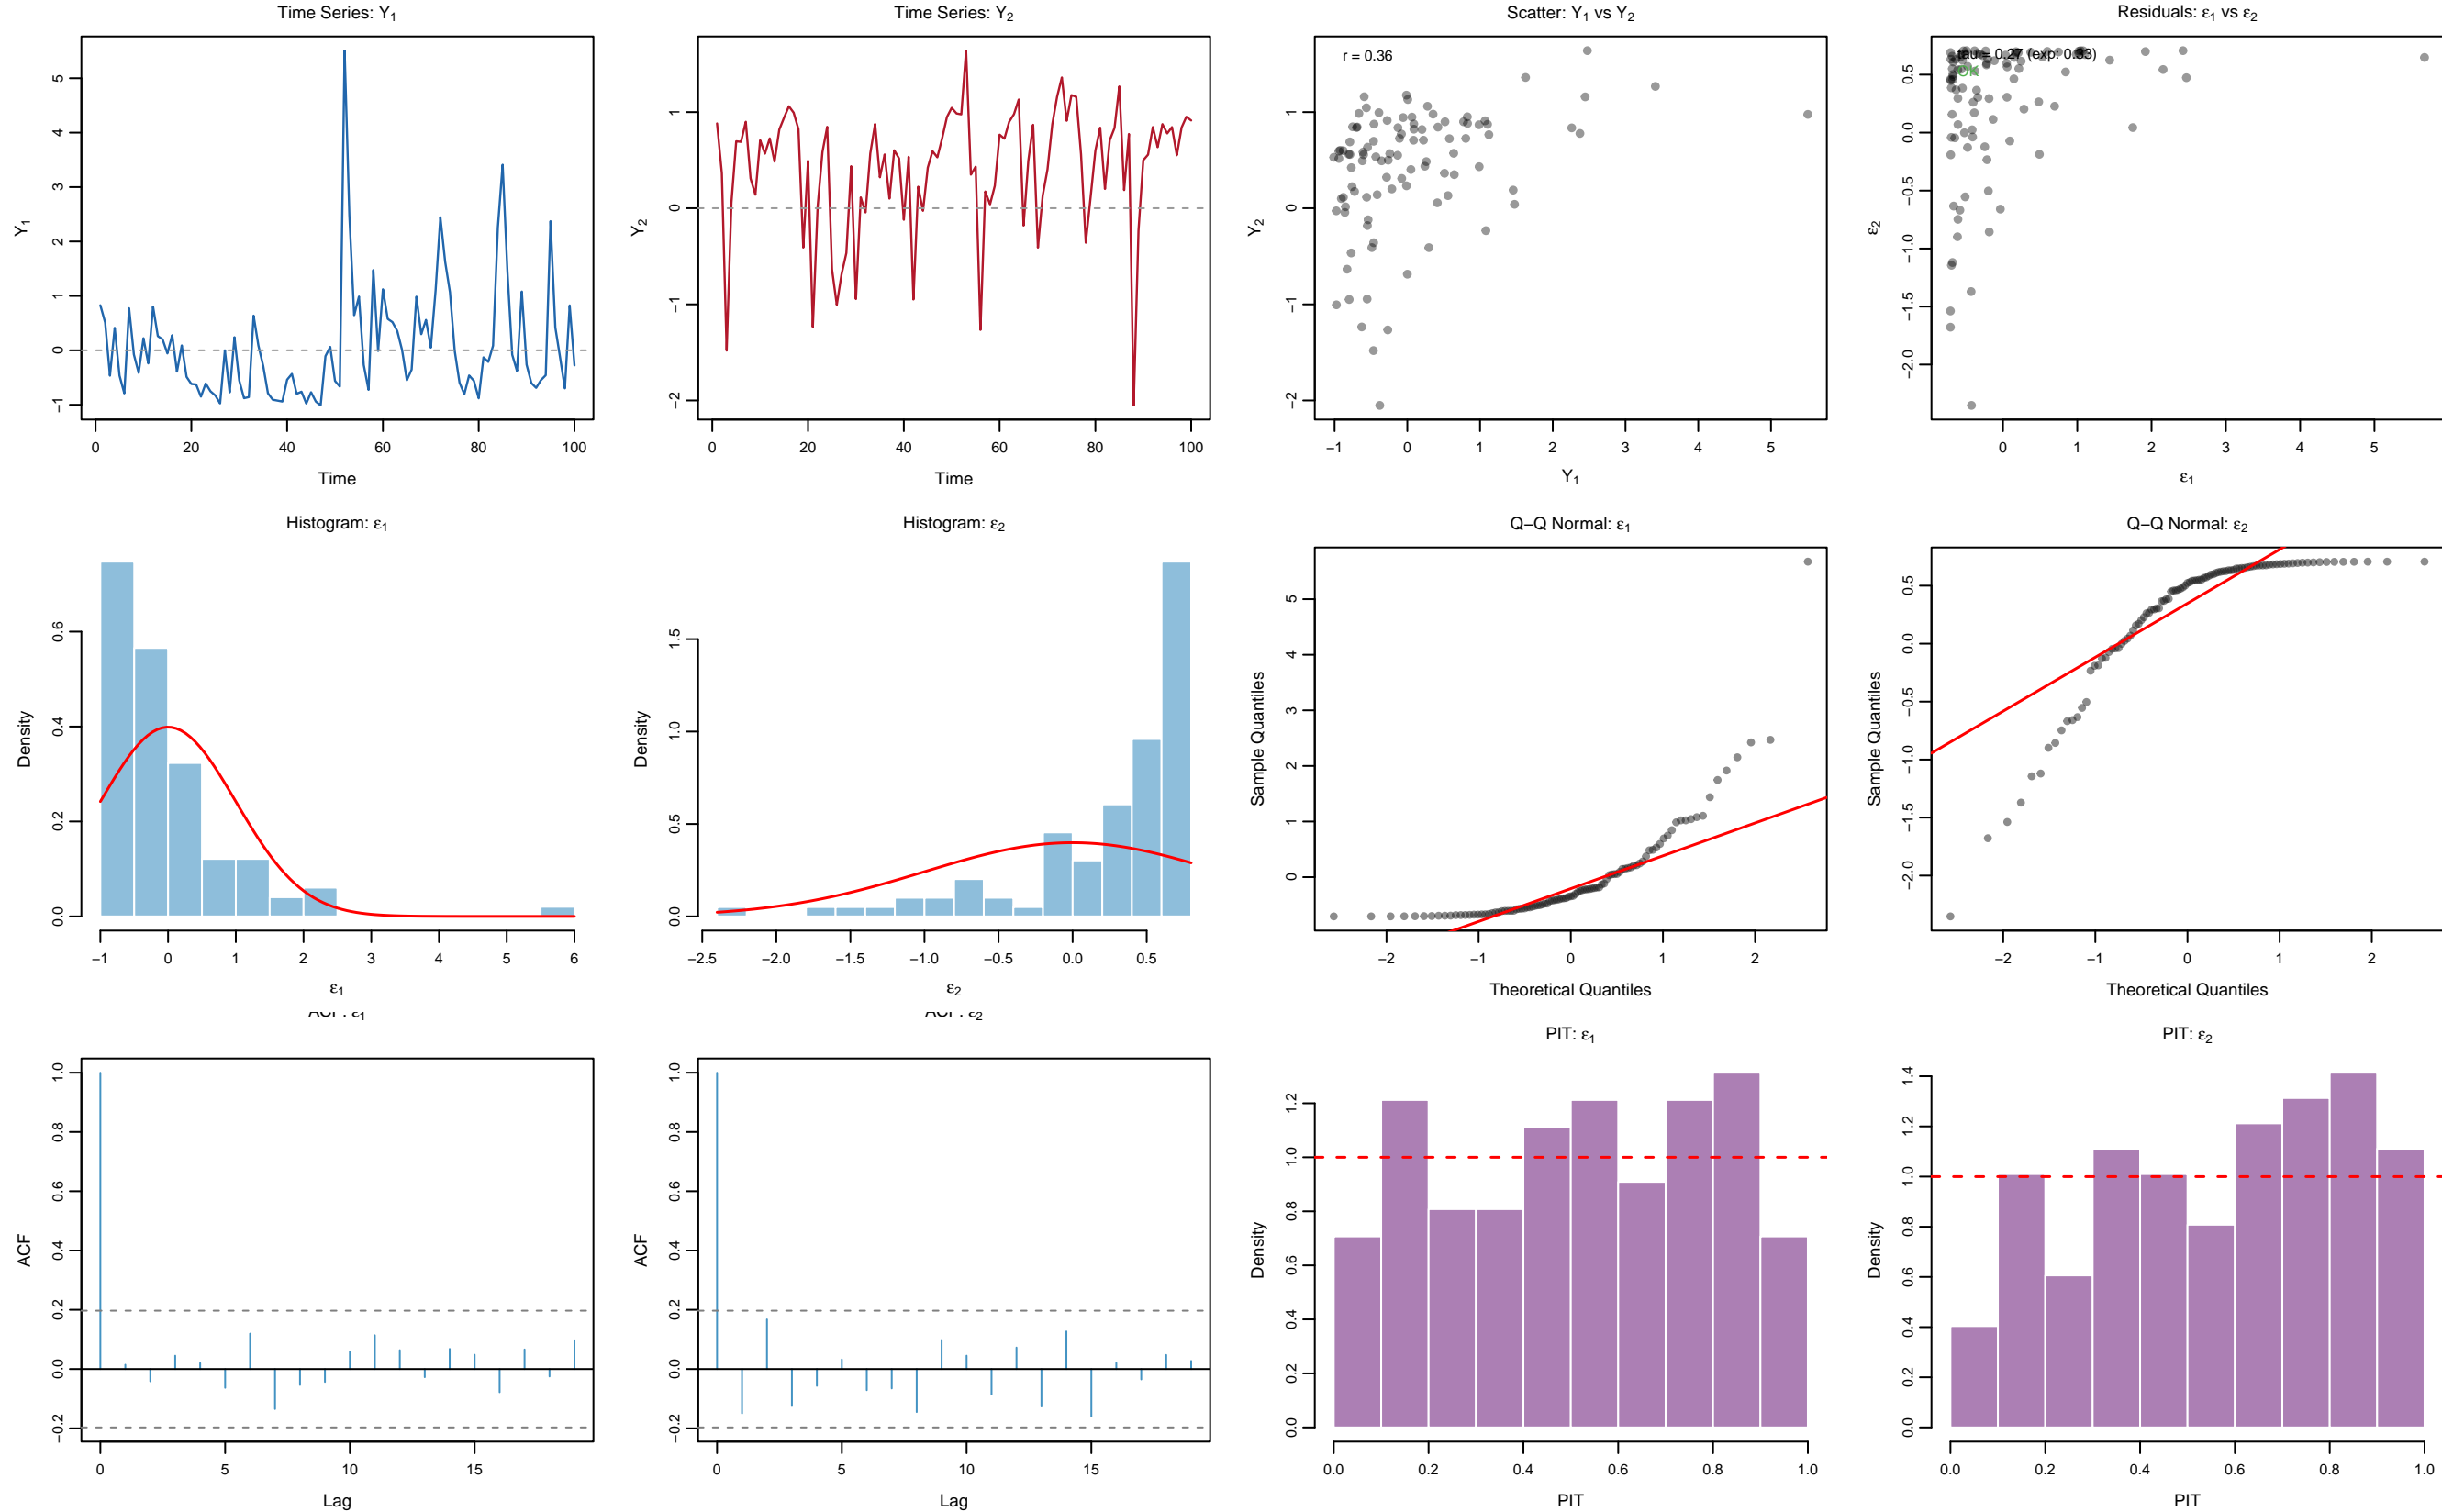 Time Series: Y1
Time Series: Y2
Scatter: Y1 vs Y2
Residuals: ε1 vs ε2
Y1
−1 0 1 2 3 4 5
0 20 40 60 80 100
Time
Y2
−2 −1 0 1
0 20 40 60 80 100
Time
r = 0.36
Y2
−2 −1 0 1
−1 0 1 2 3 4 5
Y1
tau = 0.27 (exp: 0.33)
OK
ε2
−2.0 −1.5 −1.0 −0.5 0.0 0.5
0 1 2 3 4 5
ε1
Histogram: ε1
Histogram: ε2
Q−Q Normal: ε1
Q−Q Normal: ε2
Density
0.0 0.2 0.4 0.6
−1 0 1 2 3 4 5 6
ε1
Density
0.0 0.5 1.0 1.5
−2.5 −2.0 −1.5 −1.0 −0.5 0.0 0.5
ε2
Sample Quantiles
0 1 2 3 4 5
−2 −1 0 1 2
Theoretical Quantiles
Sample Quantiles
−2.0 −1.5 −1.0 −0.5 0.0 0.5
−2 −1 0 1 2
Theoretical Quantiles
ACF: ε1
ACF: ε2
PIT: ε1
PIT: ε2
ACF
−0.2 0.0 0.2 0.4 0.6 0.8 1.0
0 5 10 15
Lag
ACF
−0.2 0.0 0.2 0.4 0.6 0.8 1.0
0 5 10 15
Lag
Density
0.0 0.2 0.4 0.6 0.8 1.0 1.2
0.0 0.2 0.4 0.6 0.8 1.0
PIT
Density
0.0 0.2 0.4 0.6 0.8 1.0 1.2 1.4
0.0 0.2 0.4 0.6 0.8 1.0
PIT